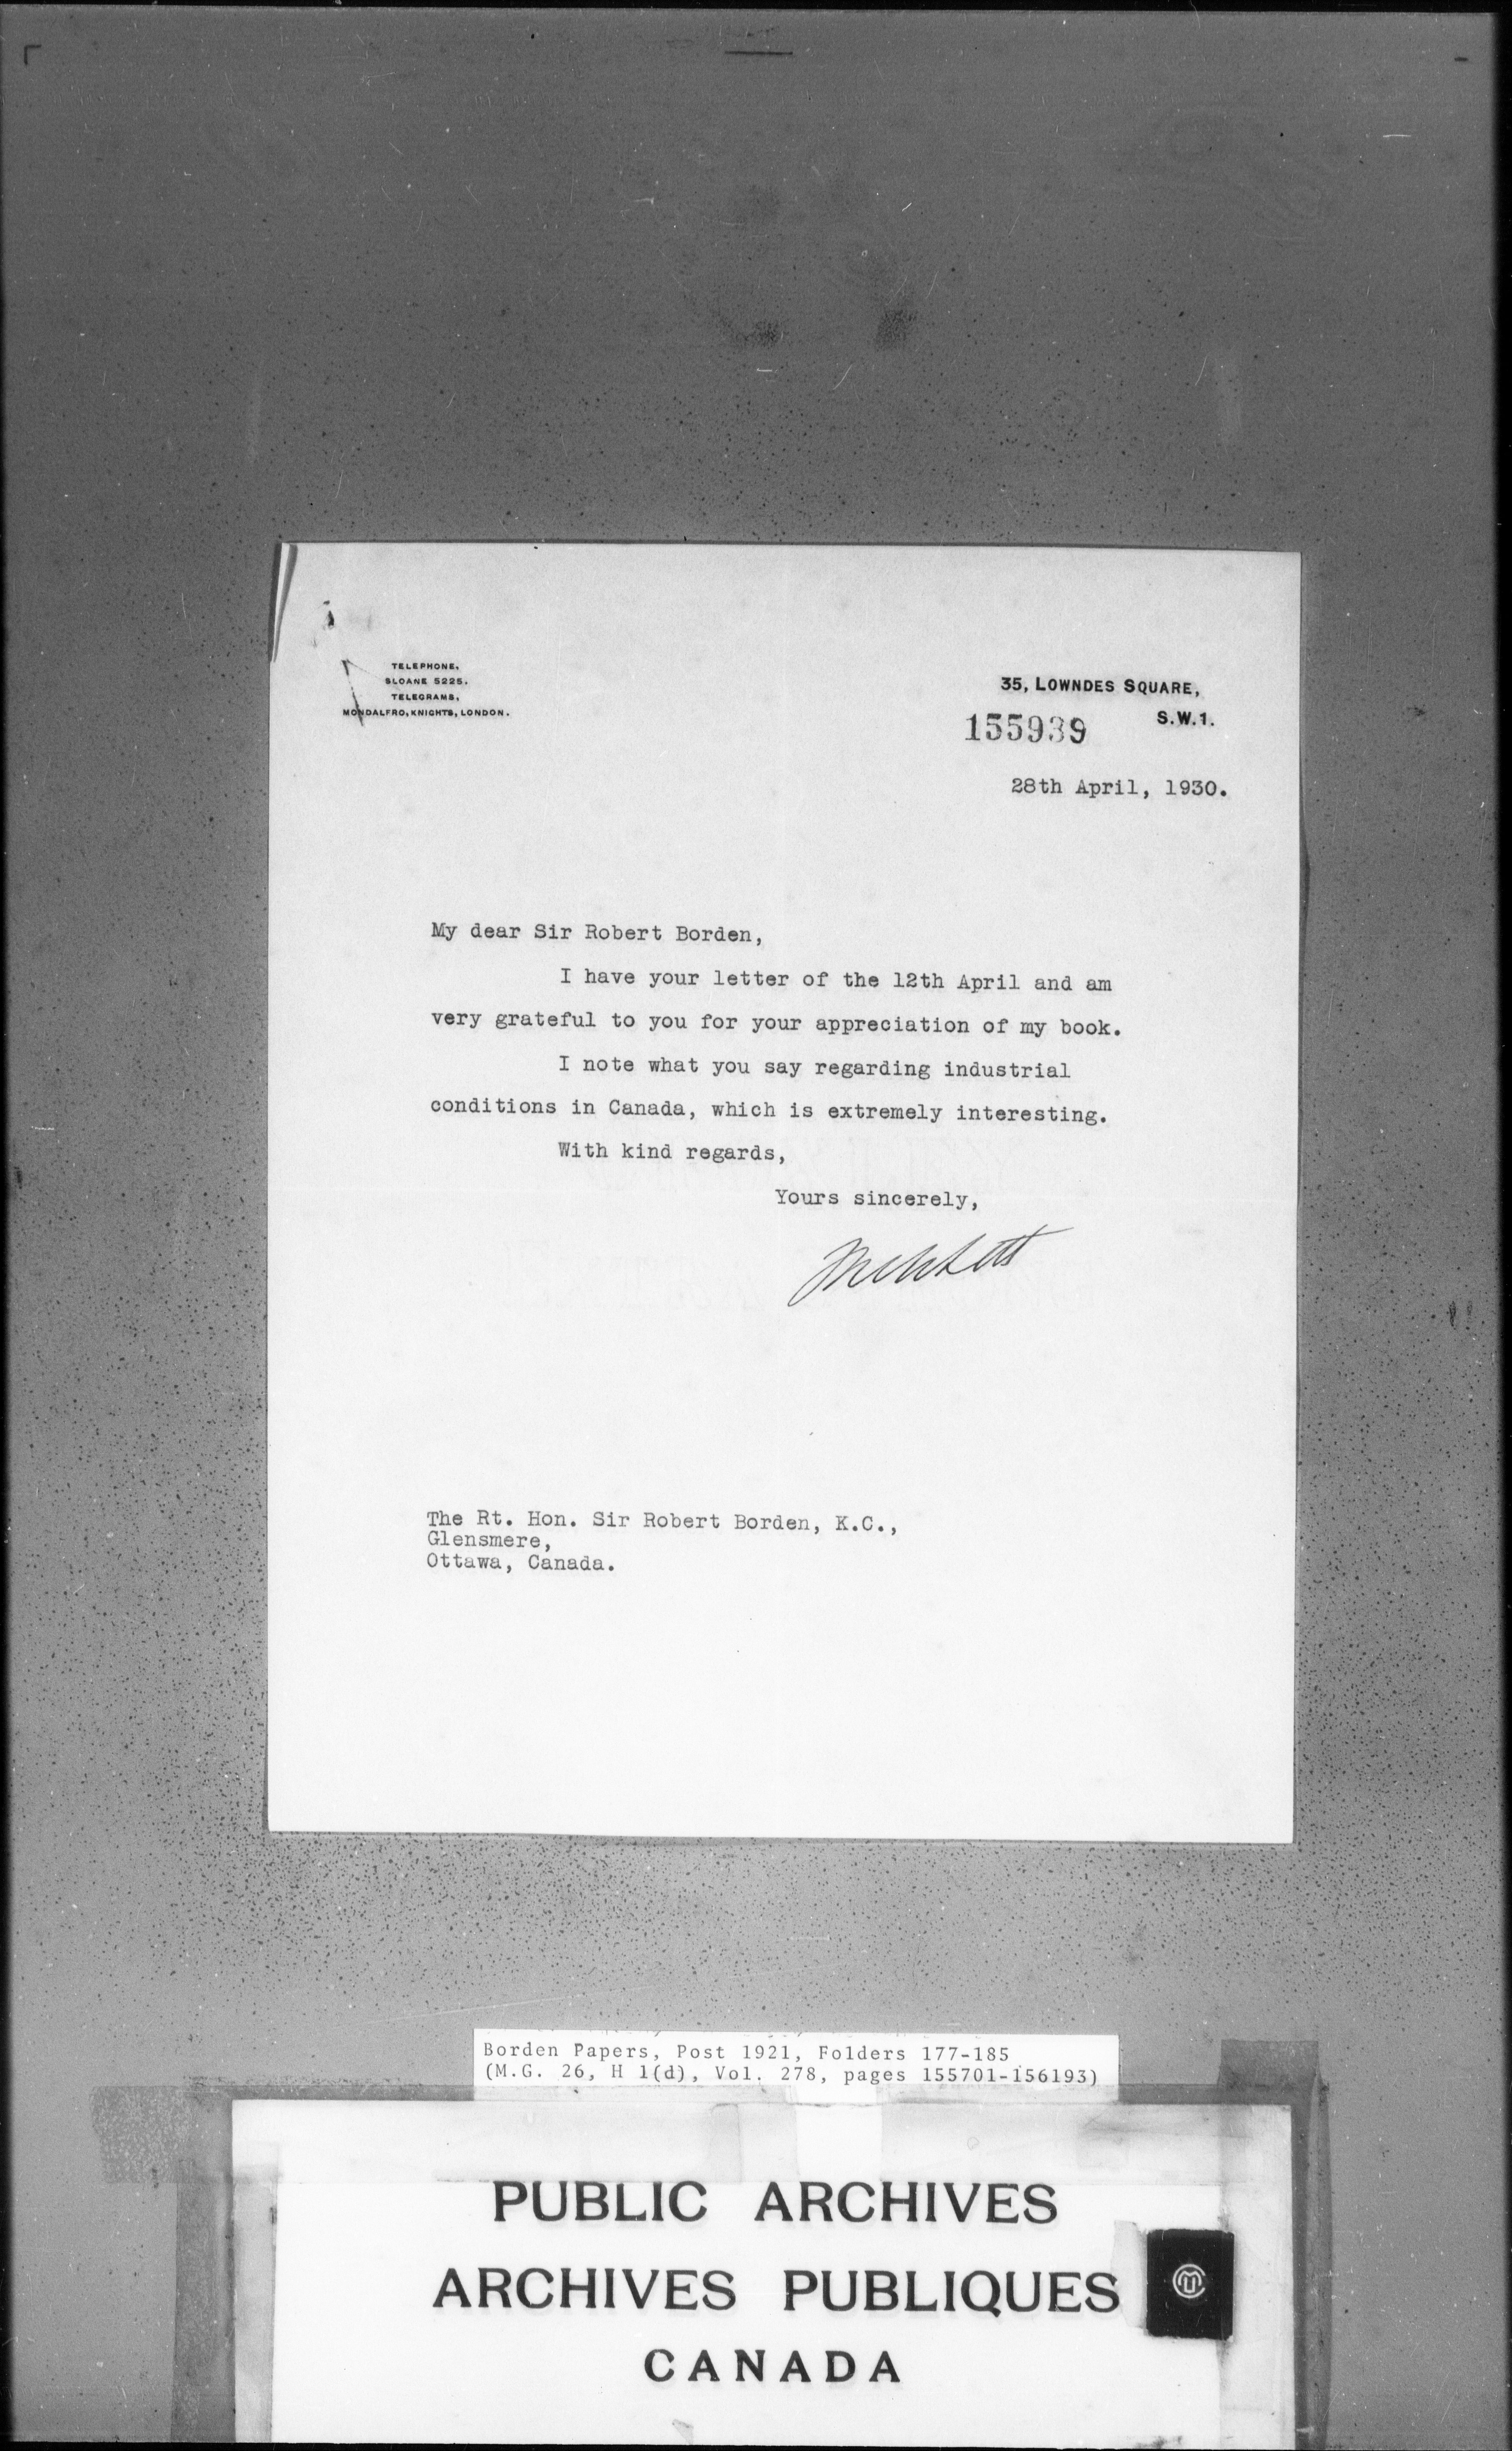 TELEPHONE,
SLOANE 5225.
TELEGRAMS,
MONDALFRO, KNIGHTS, LONDON.
35, LOWNDES SQUARE,
S.W.1.
155939
28th April, 1930.
My dear Sir Robert Borden,
I have your letter of the 12th April and am
very grateful to you for your appreciation of my book.
I note what you say regarding industrial
conditions in Canada, which is extremely interesting.
With kind regards,
Yours sincerely,
Melchett
The Rt. Hon. Sir Robert Borden, K.C.,
Glensmere,
Ottawa, Canada.
Borden Papers, Post 1921, Folders 177-185
(M.G. 26, H 1(d), Vol. 278, pages 155701-156193)
PUBLIC ARCHIVES
ARCHIVES PUBLIQUES
CANADA